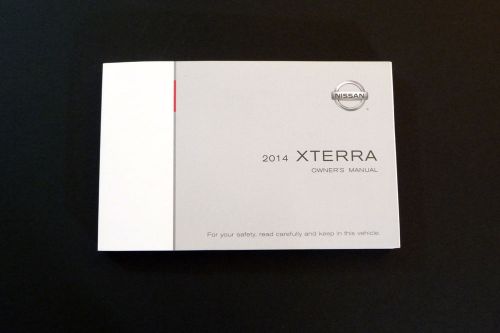 NISSAN
2014 XTERRA
OWNER'S MANUAL
For your safety, read carefully and keep in this vehicle.